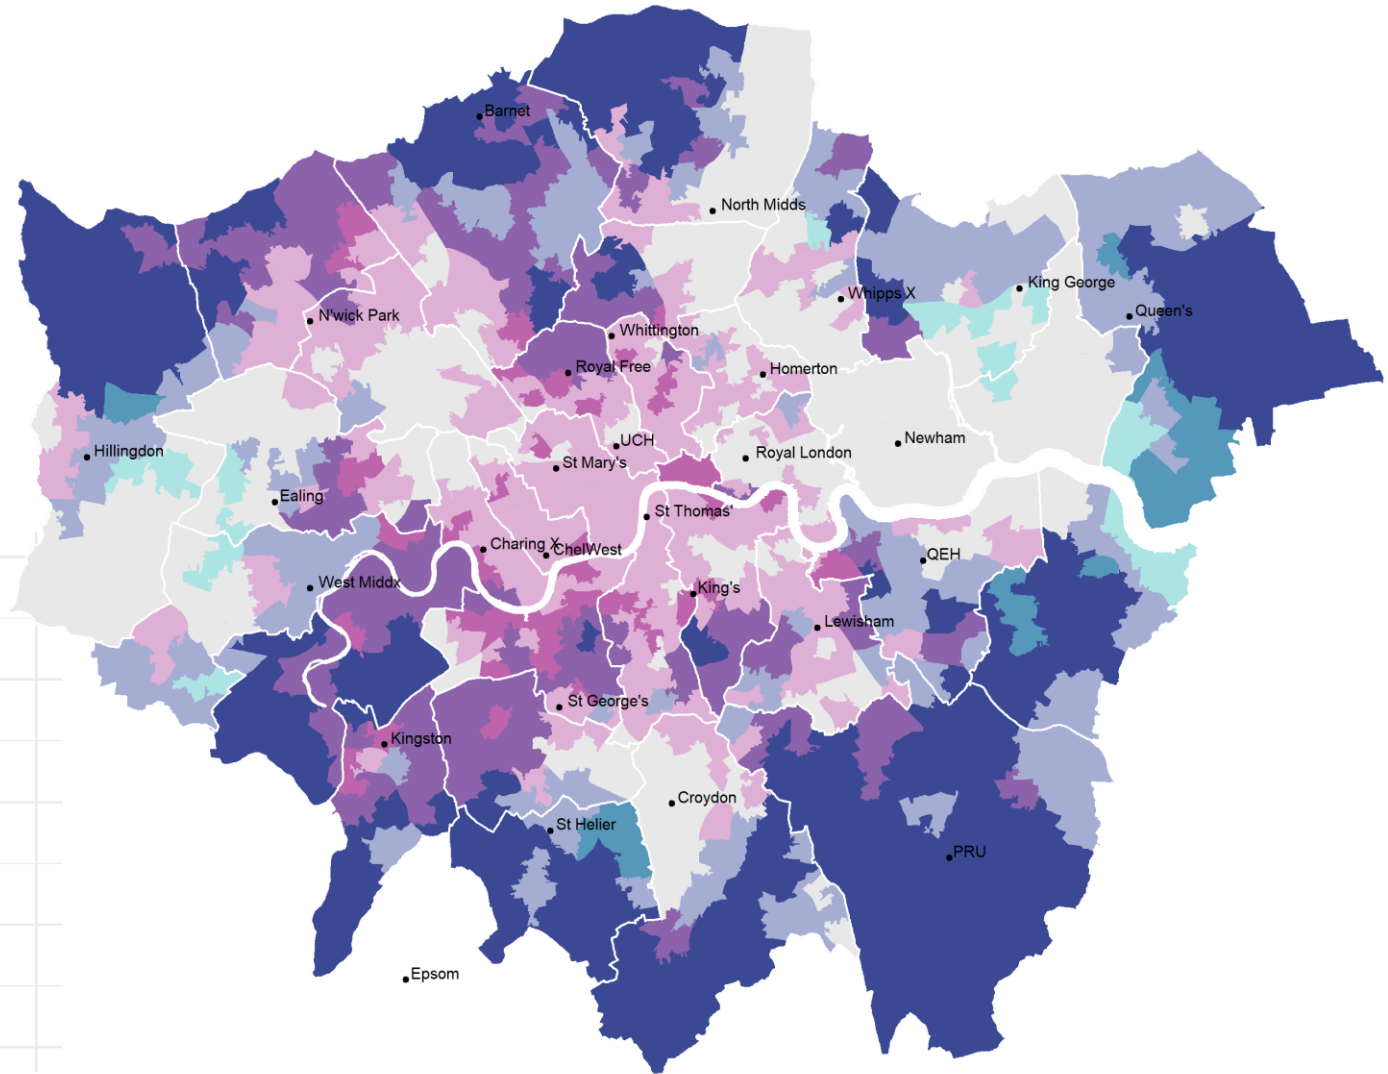 Barnet
North Midds
King George
Whipps X
Queen's
N'wick Park
Whittington
Royal Free
Homerton
UCH
Newham
Hillingdon
Royal London
St Mary's
Ealing
St Thomas'
Charing X
ChelWest
QEH
West Middx
King's
Lewisham
St George's
Kingston
Croydon
St Helier
PRU
Epsom